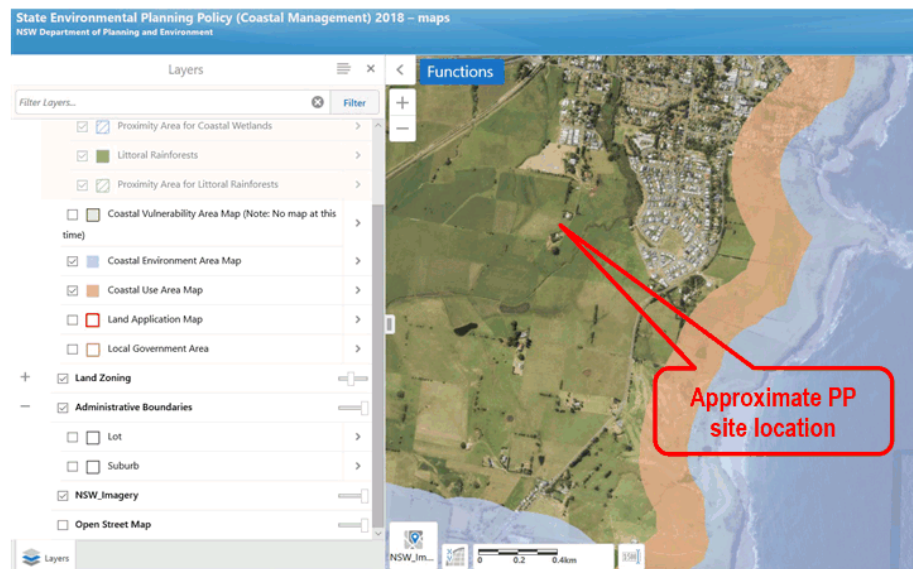 State Environmental Planning Policy (Coastal Management) 2018 – maps
NSW Department of Planning and Environment
Layers
Functions
Filter Layers...
Filter
Proximity Area for Coastal Wetlands
Littoral Rainforests
Proximity Area for Littoral Rainforests
Coastal Vulnerability Area Map (Note: No map at this
time)
Coastal Environment Area Map
Coastal Use Area Map
Land Application Map
Local Government Area
Land Zoning
Administrative Boundaries
Lot
Suburb
NSW_Imagery
Open Street Map
Layers
Approximate PP
site location
NSW_Im...
0 0.2 0.4km